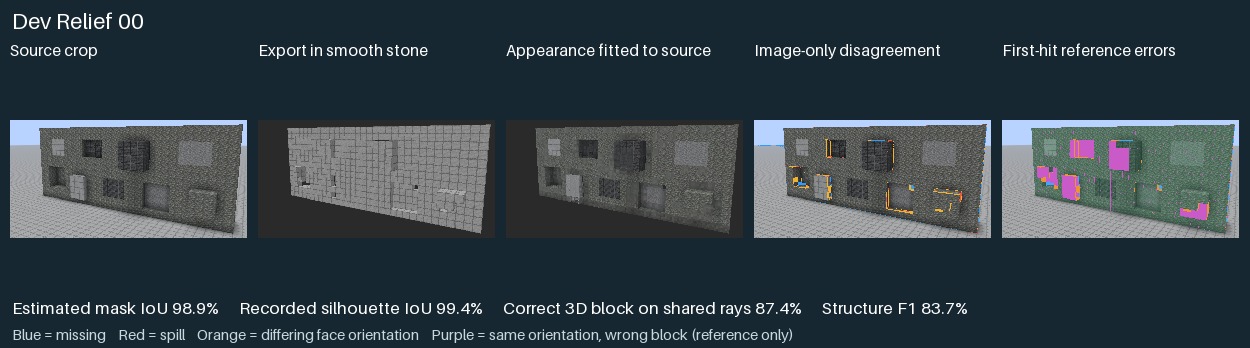 Dev Relief 00
Source crop
Export in smooth stone
Appearance fitted to source
Image-only disagreement
First-hit reference errors
Estimated mask IoU 98.9%
Recorded silhouette IoU 99.4%
Correct 3D block on shared rays 87.4%
Structure F1 83.7%
Blue = missing
Red = spill
Orange = differing face orientation
Purple = same orientation, wrong block (reference only)